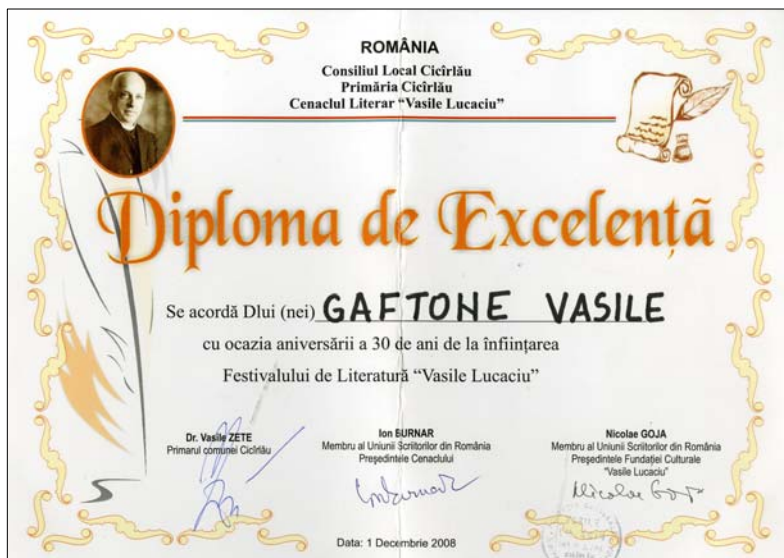 ROMÂNIA
Consiliul Local Cicîrlău
Primăria Cicîrlău
Cenaclul Literar “Vasile Lucaciu”
Diploma de Excelență
Se acordă Dlui (nei) GAFTONE VASILE
cu ocazia aniversării a 30 de ani de la înființarea
Festivalului de Literatură “Vasile Lucaciu”
Dr. Vasile ZETE
Primarul comunei Cicîrlău
Ion BURNAR
Membru al Uniunii Scriitorilor din România
Președintele Cenaclului
Nicolae GOJA
Membru al Uniunii Scriitorilor din România
Președintele Fundației Culturale
“Vasile Lucaciu”
Nicolae Goja
Data: 1 Decembrie 2008